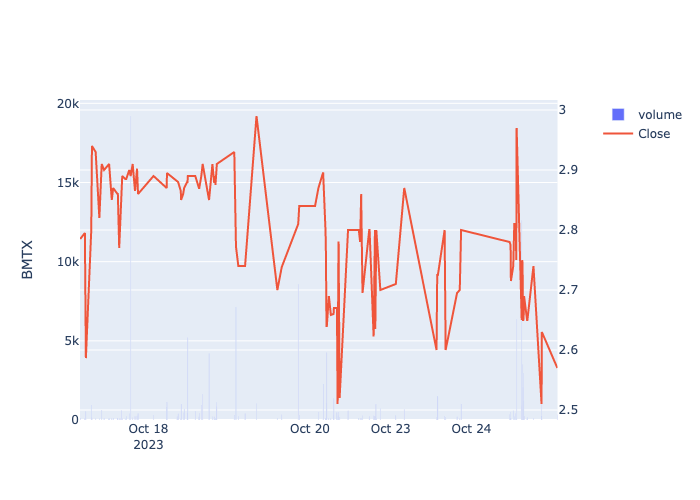 BMTX
20k
15k
10k
5k
0
3
2.9
2.8
2.7
2.6
2.5
Oct 18
2023
Oct 20
Oct 23
Oct 24
volume
Close